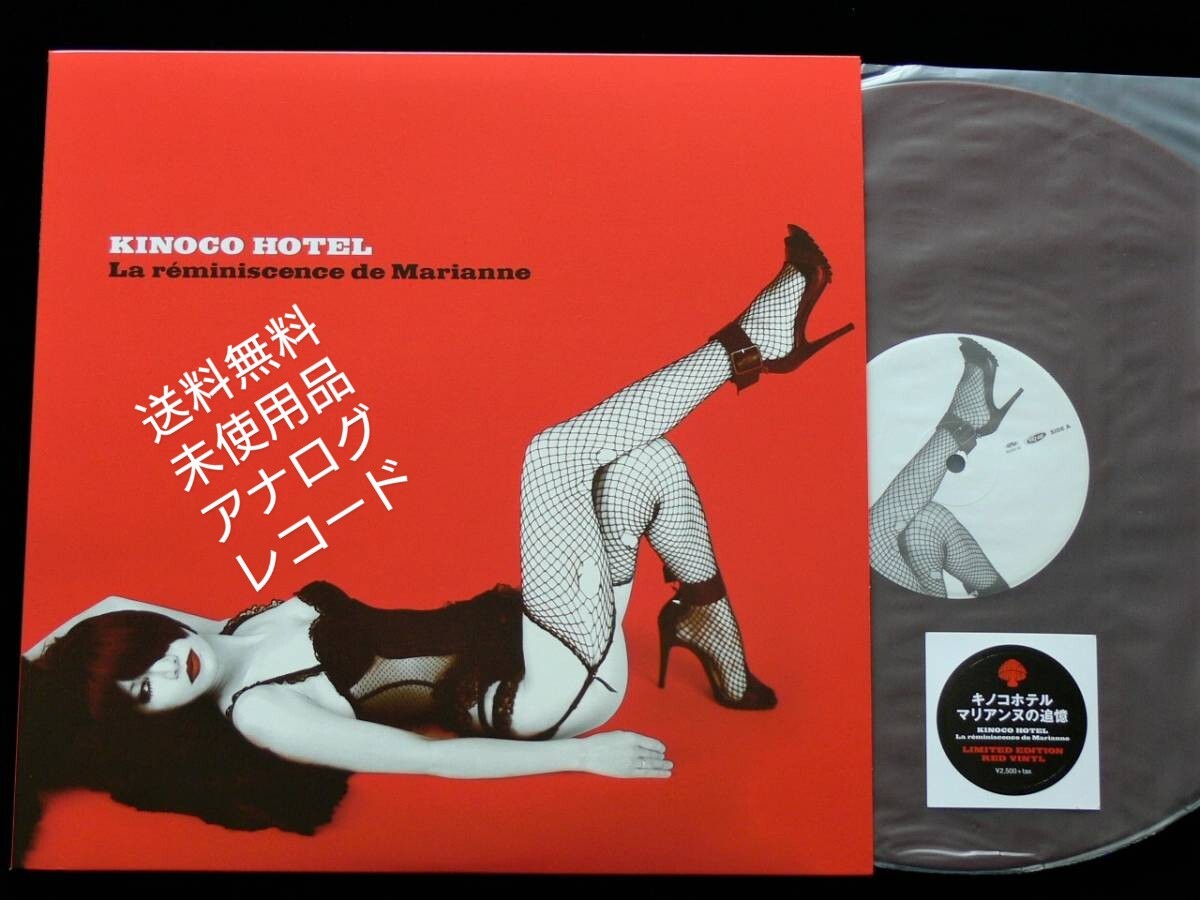 KINOCO HOTEL
La réminiscence de Marianne
送料無料
未使用品
アナログ
レコード
SIDE A
キノコホテル
マリアンヌの追憶
KINOCO HOTEL
La réminiscence de Marianne
LIMITED EDITION
RED VINYL
¥2,500+tax